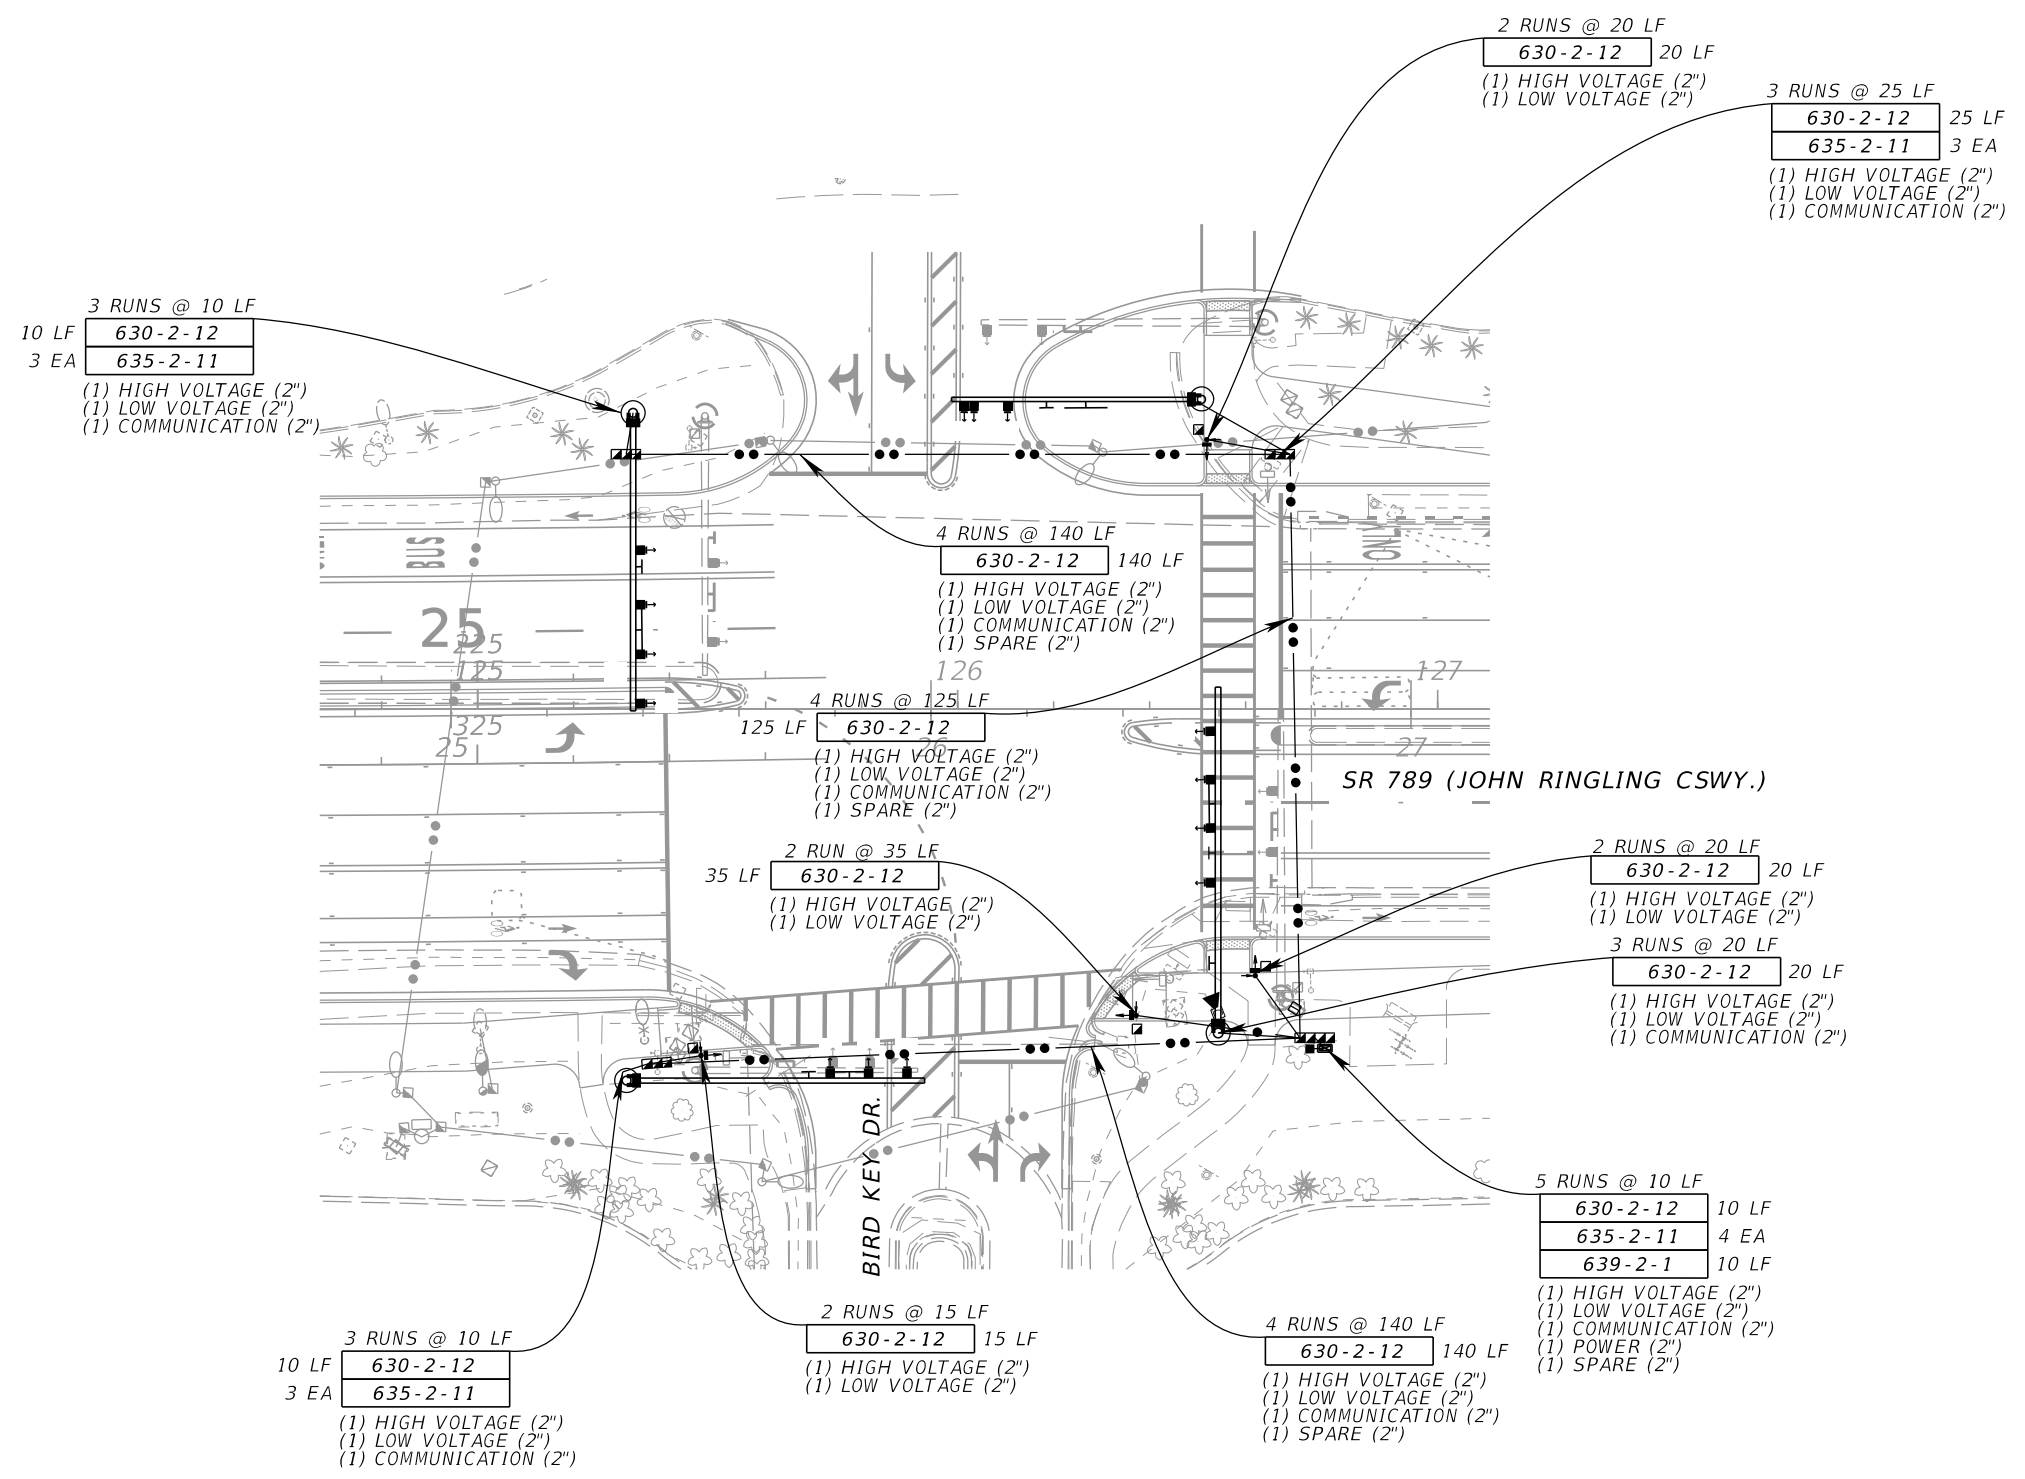 2 RUNS @ 20 LF
630-2-12 20 LF
(1) HIGH VOLTAGE (2")
(1) LOW VOLTAGE (2")
3 RUNS @ 25 LF
630-2-12 25 LF
635-2-11 3 EA
(1) HIGH VOLTAGE (2")
(1) LOW VOLTAGE (2")
(1) COMMUNICATION (2")
3 RUNS @ 10 LF
10 LF 630-2-12
3 EA 635-2-11
(1) HIGH VOLTAGE (2")
(1) LOW VOLTAGE (2")
(1) COMMUNICATION (2")
4 RUNS @ 140 LF
630-2-12 140 LF
(1) HIGH VOLTAGE (2")
(1) LOW VOLTAGE (2")
(1) COMMUNICATION (2")
(1) SPARE (2")
BUS
25
225
125
325
25
126
26
127
27
4 RUNS @ 125 LF
125 LF 630-2-12
(1) HIGH VOLTAGE (2")
(1) LOW VOLTAGE (2")
(1) COMMUNICATION (2")
(1) SPARE (2")
SR 789 (JOHN RINGLING CSWY.)
2 RUN @ 35 LF
35 LF 630-2-12
(1) HIGH VOLTAGE (2")
(1) LOW VOLTAGE (2")
2 RUNS @ 20 LF
630-2-12 20 LF
(1) HIGH VOLTAGE (2")
(1) LOW VOLTAGE (2")
3 RUNS @ 20 LF
630-2-12 20 LF
(1) HIGH VOLTAGE (2")
(1) LOW VOLTAGE (2")
(1) COMMUNICATION (2")
BIRD KEY DR.
5 RUNS @ 10 LF
630-2-12 10 LF
635-2-11 4 EA
639-2-1 10 LF
(1) HIGH VOLTAGE (2")
(1) LOW VOLTAGE (2")
(1) COMMUNICATION (2")
(1) POWER (2")
(1) SPARE (2")
3 RUNS @ 10 LF
10 LF 630-2-12
3 EA 635-2-11
(1) HIGH VOLTAGE (2")
(1) LOW VOLTAGE (2")
(1) COMMUNICATION (2")
2 RUNS @ 15 LF
630-2-12 15 LF
(1) HIGH VOLTAGE (2")
(1) LOW VOLTAGE (2")
4 RUNS @ 140 LF
630-2-12 140 LF
(1) HIGH VOLTAGE (2")
(1) LOW VOLTAGE (2")
(1) COMMUNICATION (2")
(1) SPARE (2")